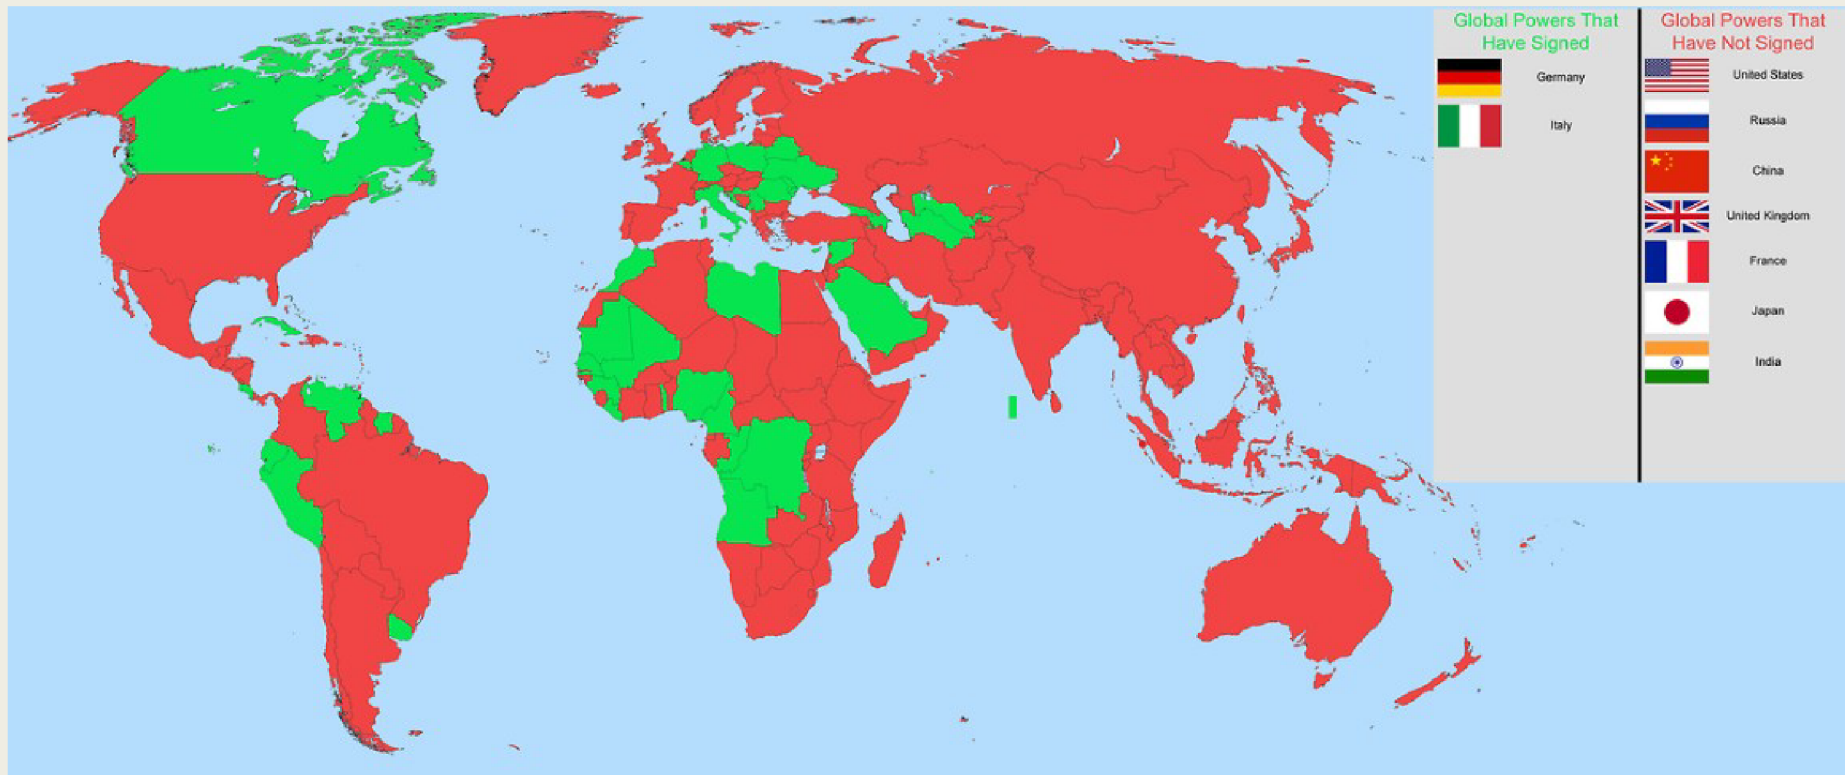 Global Powers That
Have Signed
Germany
Italy
Global Powers That
Have Not Signed
United States
Russia
China
United Kingdom
France
Japan
India